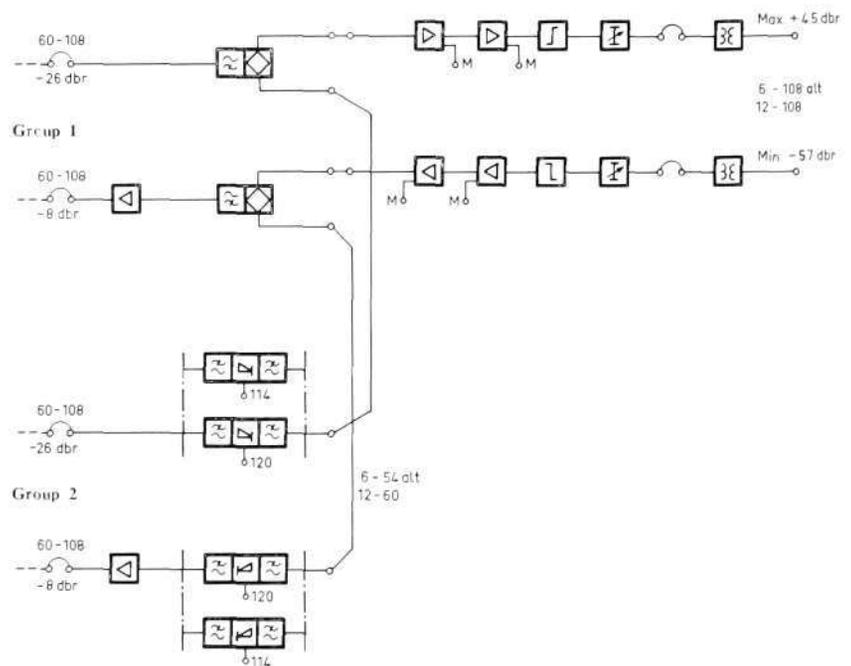 60-108
-26 dbr
M
M
Max +45 dbr
6 - 108 alt
12 - 108
Group 1
60-108
-8 dbr
M
M
Min -57 dbr
114
60-108
-26 dbr
120
6 - 54 alt
12-60
Group 2
60-108
-8 dbr
120
114